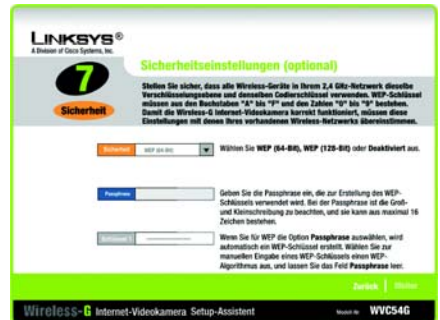 LINKSYS®
A Division of Cisco Systems, Inc.
7
Sicherheit
Sicherheitseinstellungen (optional)
Stellen Sie sicher, dass alle Wireless-Geräte in Ihrem 2,4 GHz-Netzwerk dieselbe
Verschlüsselungsebene und denselben Codierschlüssel verwenden. WEP-Schlüssel
müssen aus den Buchstaben "A" bis "F" und den Zahlen "0" bis "9" bestehen.
Damit die Wireless-G Internet-Videokamera korrekt funktioniert, müssen diese
Einstellungen mit denen Ihres vorhandenen Wireless-Netzwerks übereinstimmen.
Sicherheit WEP (64-Bit) Wählen Sie WEP (64-Bit), WEP (128-Bit) oder Deaktiviert aus.
Passphrase
Geben Sie die Passphrase ein, die zur Erstellung des WEP-
Schlüssels verwendet wird. Bei der Passphrase ist die Groß-
und Kleinschreibung zu beachten, und sie kann aus maximal 16
Zeichen bestehen.
Schlüssel 1
Wenn Sie für WEP die Option Passphrase auswählen, wird
automatisch ein WEP-Schlüssel erstellt. Wählen Sie zur
manuellen Eingabe eines WEP-Schlüssels einen WEP-
Algorithmus aus, und lassen Sie das Feld Passphrase leer.
Zurück Weiter
Wireless-G Internet-Videokamera Setup-Assistent Modell-Nr. WVC54G